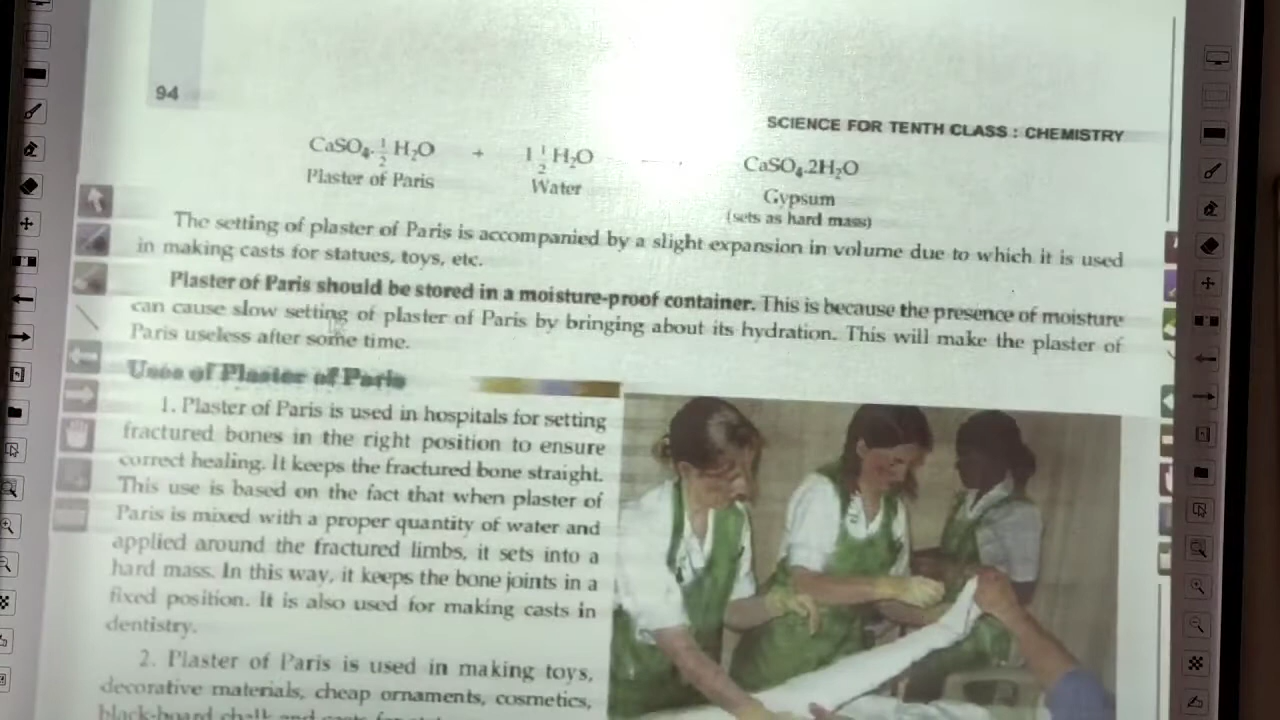 94
SCIENCE FOR TENTH CLASS : CHEMISTRY
CaSO₄.½H₂O + 1½H₂O → CaSO₄.2H₂O
Plaster of Paris Water Gypsum
(sets as hard mass)
The setting of plaster of Paris is accompanied by a slight expansion in volume due to which it is used
in making casts for statues, toys, etc.
Plaster of Paris should be stored in a moisture-proof container. This is because the presence of moisture
can cause slow setting of plaster of Paris by bringing about its hydration. This will make the plaster of
Paris useless after some time.
Uses of Plaster of Paris
1. Plaster of Paris is used in hospitals for setting
fractured bones in the right position to ensure
correct healing. It keeps the fractured bone straight.
This use is based on the fact that when plaster of
Paris is mixed with a proper quantity of water and
applied around the fractured limbs, it sets into a
hard mass. In this way, it keeps the bone joints in a
fixed position. It is also used for making casts in
dentistry.
2. Plaster of Paris is used in making toys,
decorative materials, cheap ornaments, cosmetics,
black-board chalk and casts for